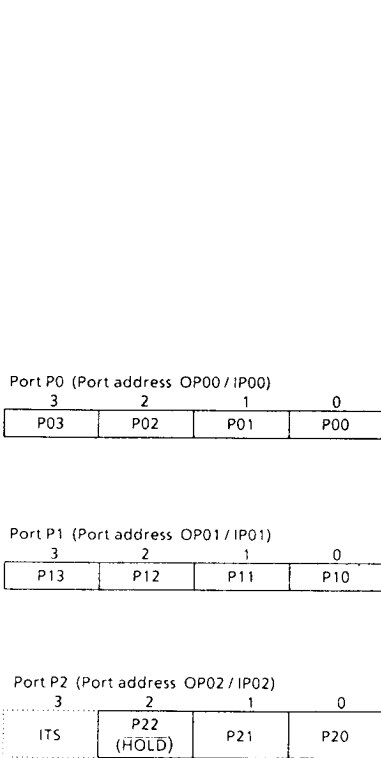 Port P0 (Port address OP00 / IP00)
3 2 1 0
P03 P02 P01 P00
Port P1 (Port address OP01 / IP01)
3 2 1 0
P13 P12 P11 P10
Port P2 (Port address OP02 / IP02)
3 2 1 0
ITS P22 P21 P20
(HOLD)